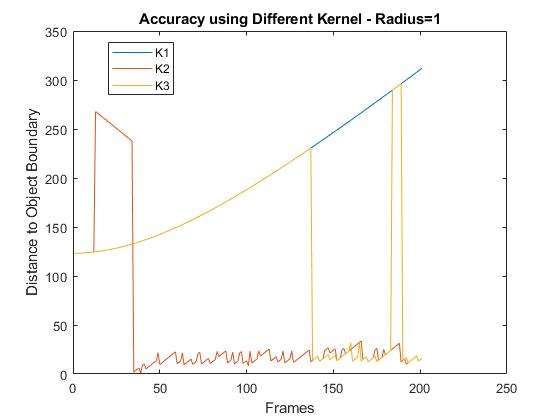 Accuracy using Different Kernel - Radius=1
350
300
250
200
150
100
50
0
Distance to Object Boundary
K1
K2
K3
0 50 100 150 200 250
Frames